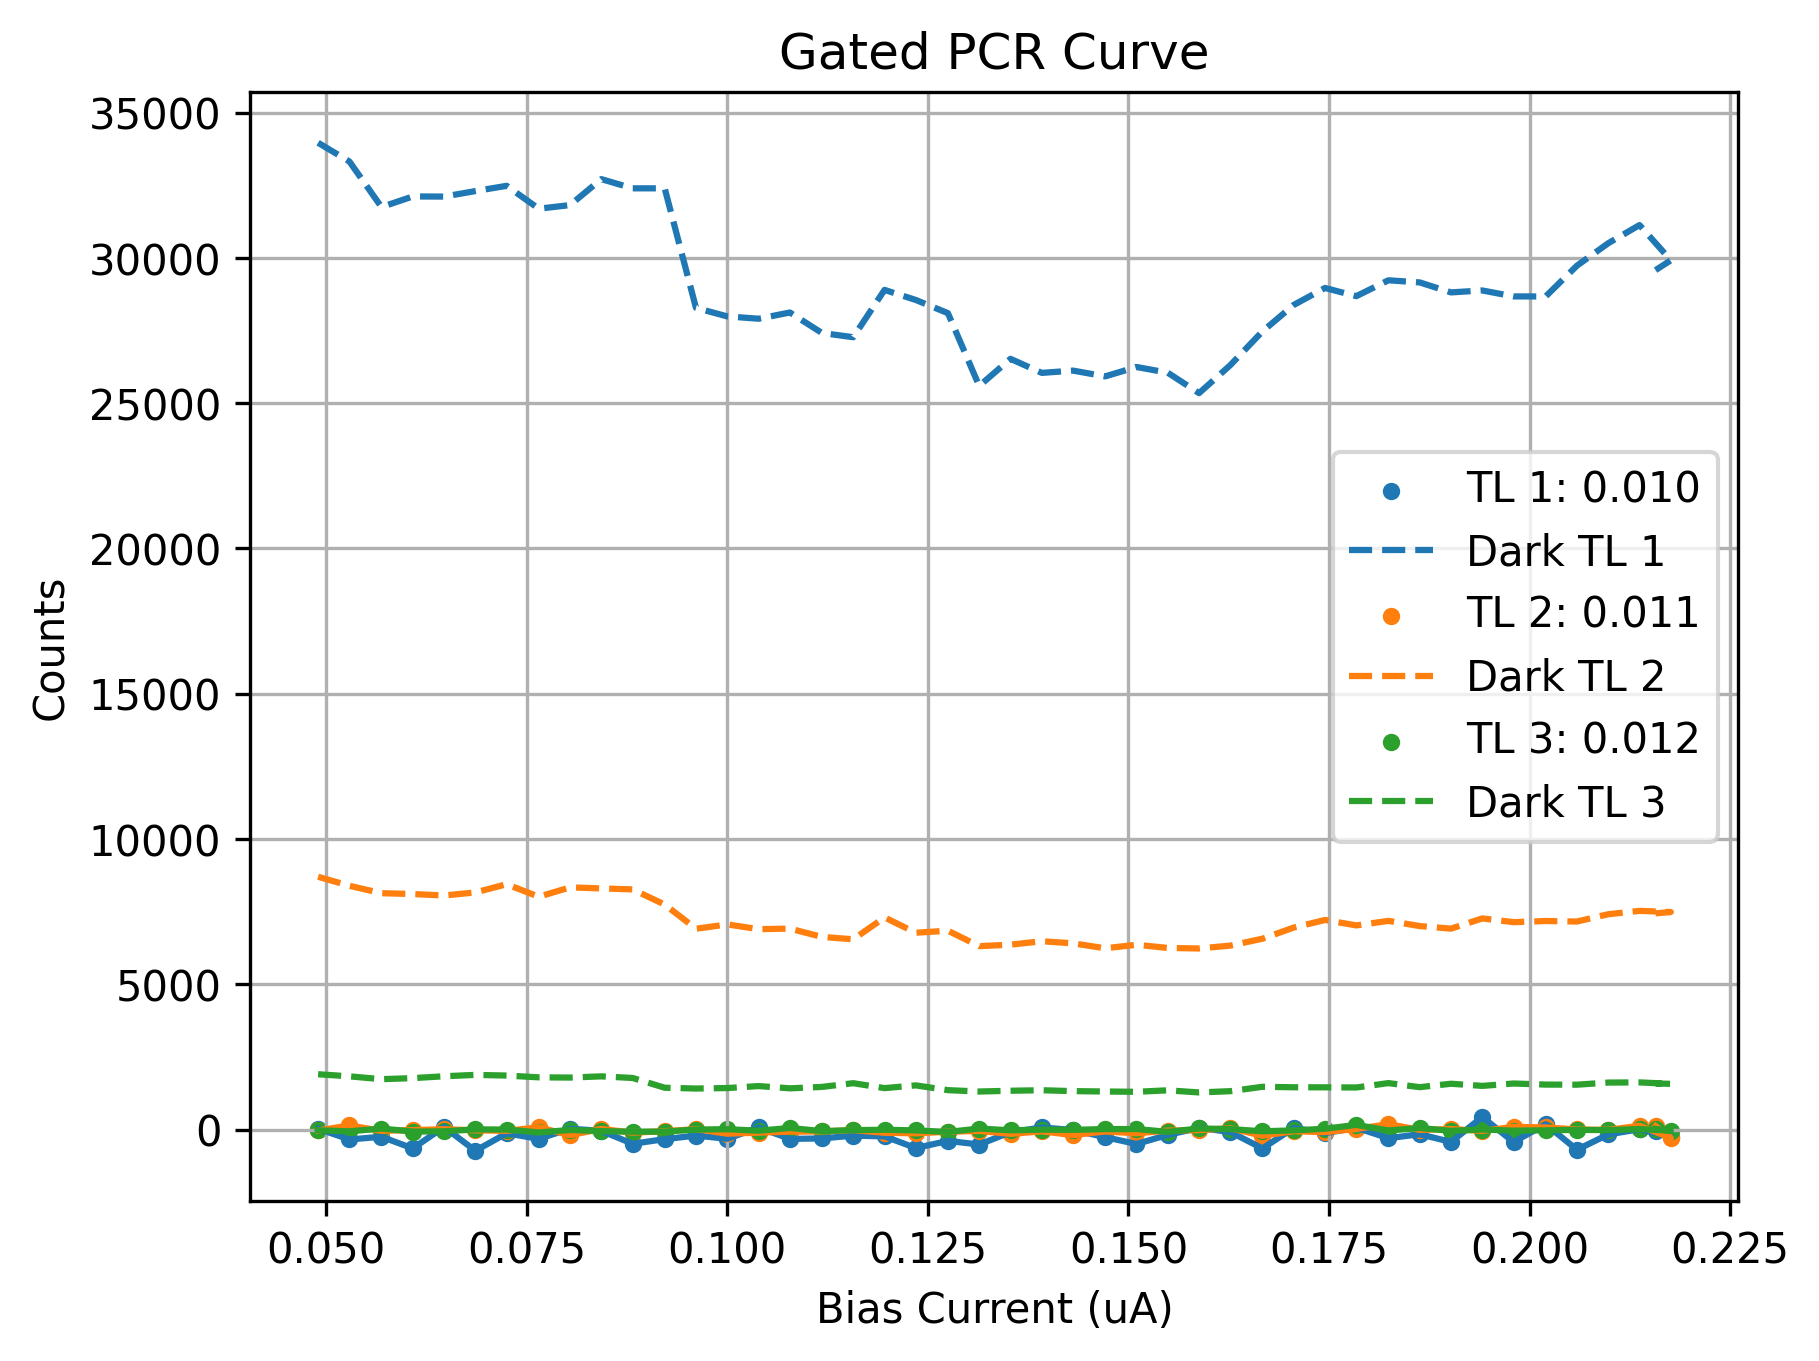 Gated PCR Curve
35000
30000
25000
20000
15000
10000
5000
0
Counts
TL 1: 0.010
Dark TL 1
TL 2: 0.011
Dark TL 2
TL 3: 0.012
Dark TL 3
0.050 0.075 0.100 0.125 0.150 0.175 0.200 0.225
Bias Current (uA)